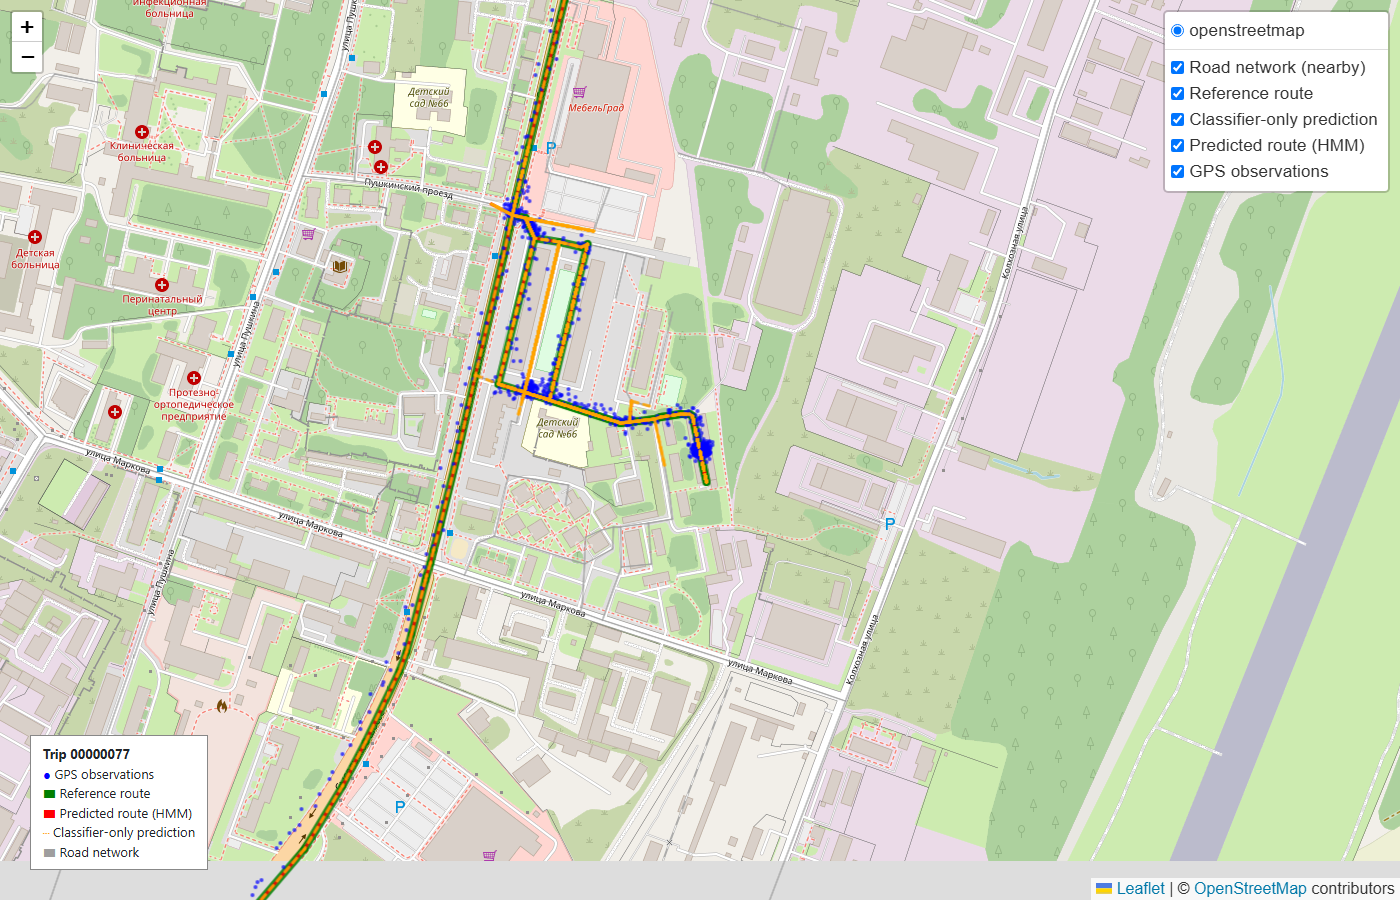 +
−
инфекционная
больница
улица Пушкина
Детский
сад №66
МебельГрад
P
Клиническая
больница
Пушкинский проезд
Детская
больница
Перинатальный
центр
улица Пушкина
Протезно-
ортопедическое
предприятие
Детский
сад №66
Колхозная улица
улица Маркова
улица Маркова
улица Пушкина
улица Маркова
улица Маркова
Колхозная улица
P
P
openstreetmap
Road network (nearby)
Reference route
Classifier-only prediction
Predicted route (HMM)
GPS observations
Trip 00000077
GPS observations
Reference route
Predicted route (HMM)
Classifier-only prediction
Road network
Leaflet | © OpenStreetMap contributors